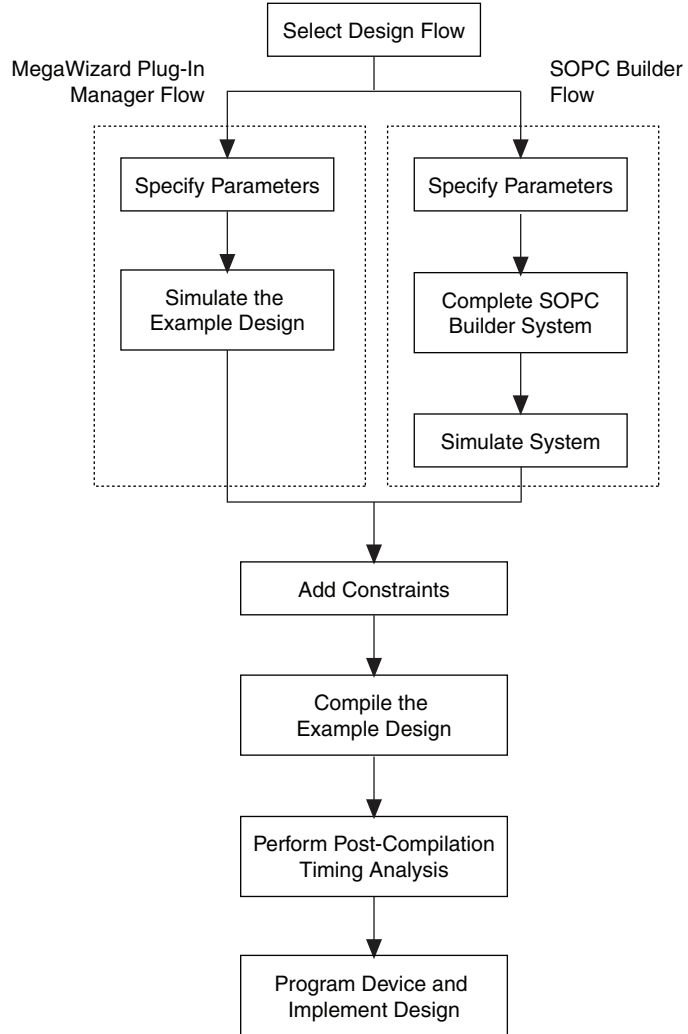 Select Design Flow
MegaWizard Plug-In
Manager Flow
SOPC Builder
Flow
Specify Parameters
Simulate the
Example Design
Specify Parameters
Complete SOPC
Builder System
Simulate System
Add Constraints
Compile the
Example Design
Perform Post-Compilation
Timing Analysis
Program Device and
Implement Design